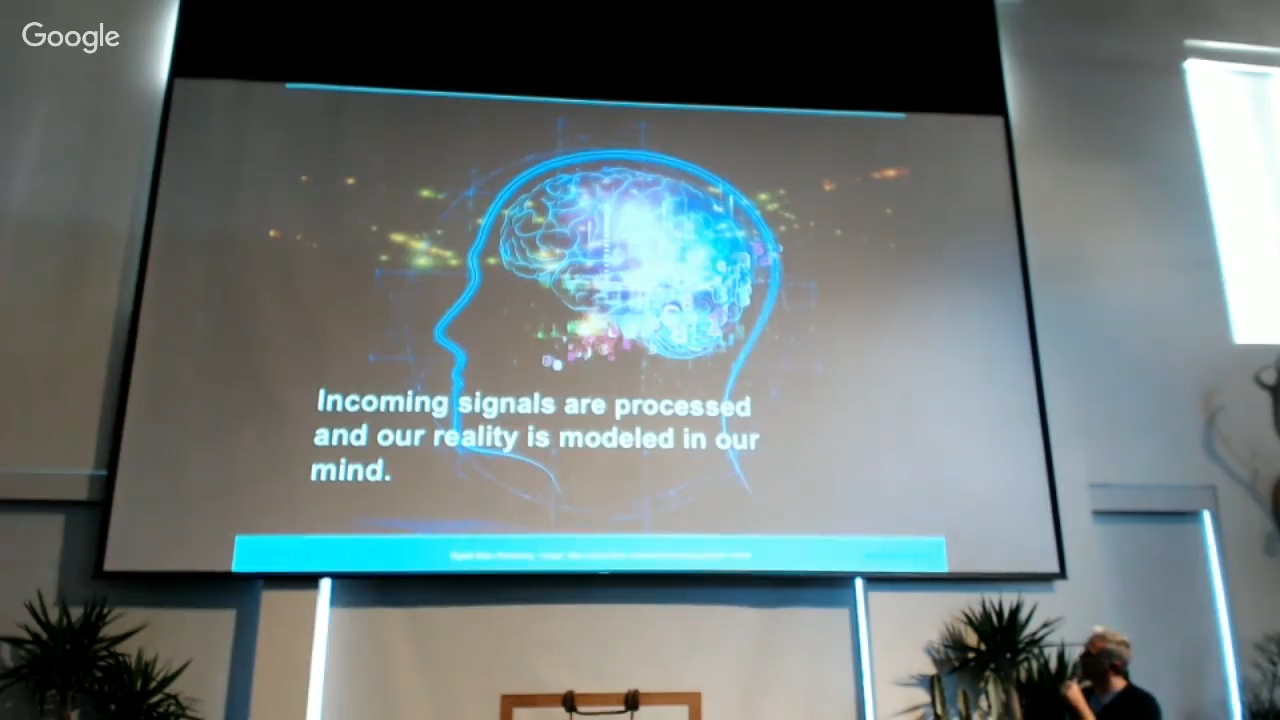 Google
Incoming signals are processed
and our reality is modeled in our
mind.